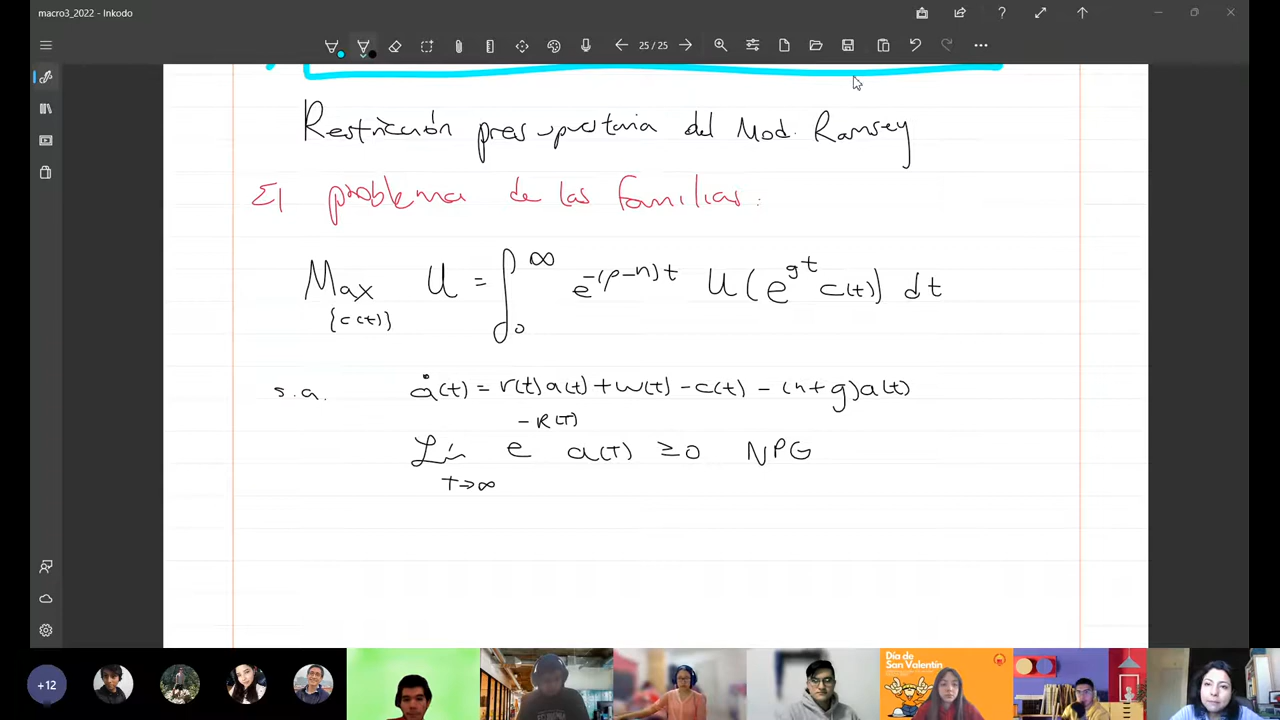 macro3_2022 - Inkodo
25 / 25
Restricción presupuestaria del Mod. Ramsey
El problema de las familias:
Max U = ∫₀^∞ e^{-(ρ-n)t} U(e^{gt} c(t)) dt
{c(t)}
s.a. ȧ(t) = r(t)a(t) + w(t) - c(t) - (n+g)a(t)
Lím e^{-R(T)} a(T) ≥ 0 NPG
T→∞
+12
Día de
San Valentín